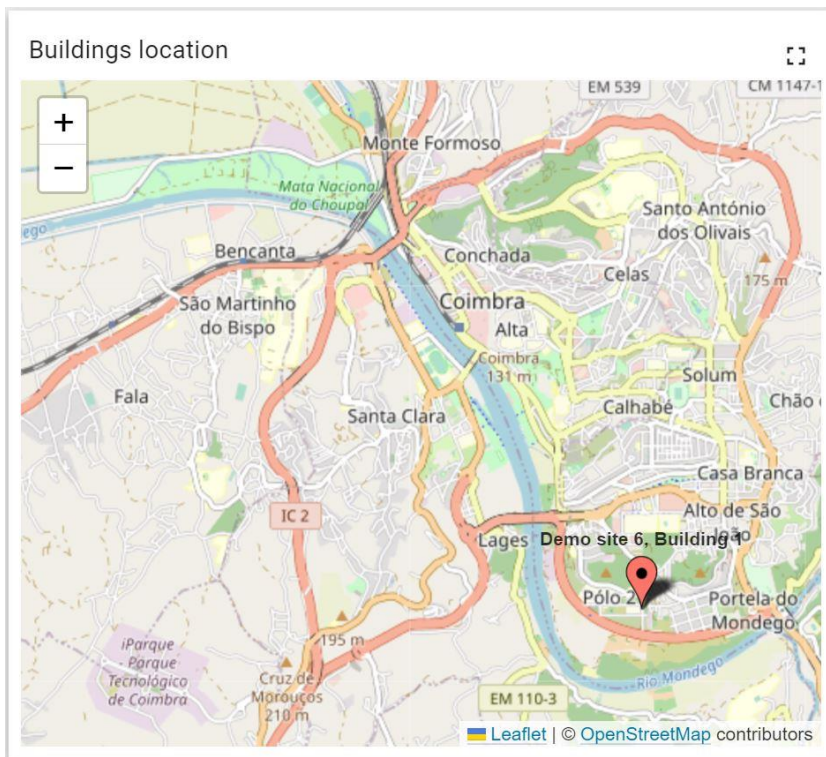 Buildings location
+
−
EM 539
CM 1147-1
Monte Formoso
Mata Nacional
do Choupal
Santo António
dos Olivais
Bencanta
Conchada
Celas
175 m
São Martinho
do Bispo
Coimbra
Alta
Coimbra
131 m
Solum
Fala
Santa Clara
Calhabé
Chão
Casa Branca
IC 2
Alto de São
João
Lages
Demo site 6, Building 1
Pólo 2
Portela do
Mondego
195 m
iParque
Parque
Tecnológico
de Coimbra
Cruz de
Morouços
210 m
Rio Mondego
EM 110-3
Leaflet | © OpenStreetMap contributors